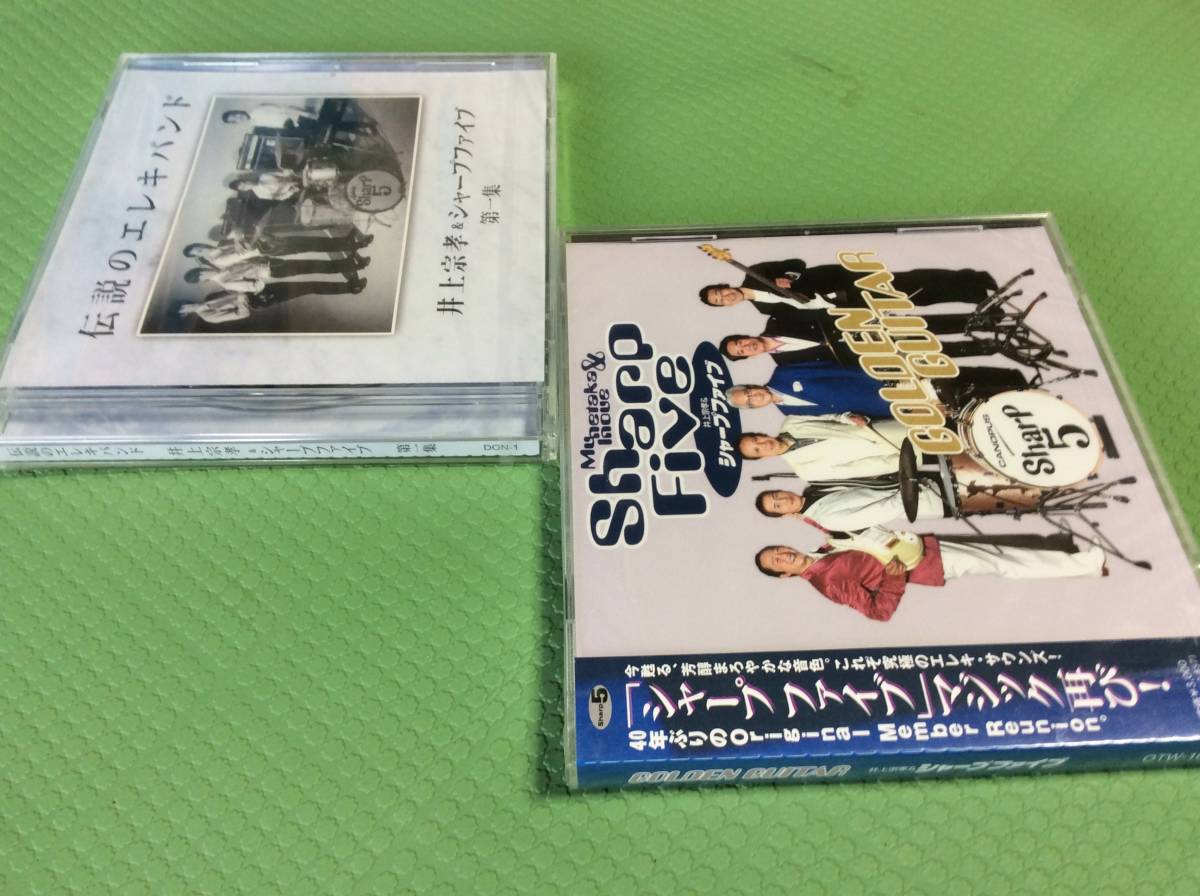 伝説のエレキバンド
Sharp
5
井上宗孝&シャープファイブ
第一集
伝説のエレキバンド 井上宗孝&シャープファイブ 第一集
Munetaka &
Inoue
Sharp
Five
井上宗孝&
シャープファイブ
GOLDEN
GUITAR
CANOPUS
Sharp
5
今甦る、芳醇まろやかな音色。これぞ究極のエレキ・サウンズ!
Sharp 5
「シャープファイブ」マジック再び!
40年ぶりのOriginal Member Reunion。
GOLDEN GUITAR 井上宗孝& シャープファイブ